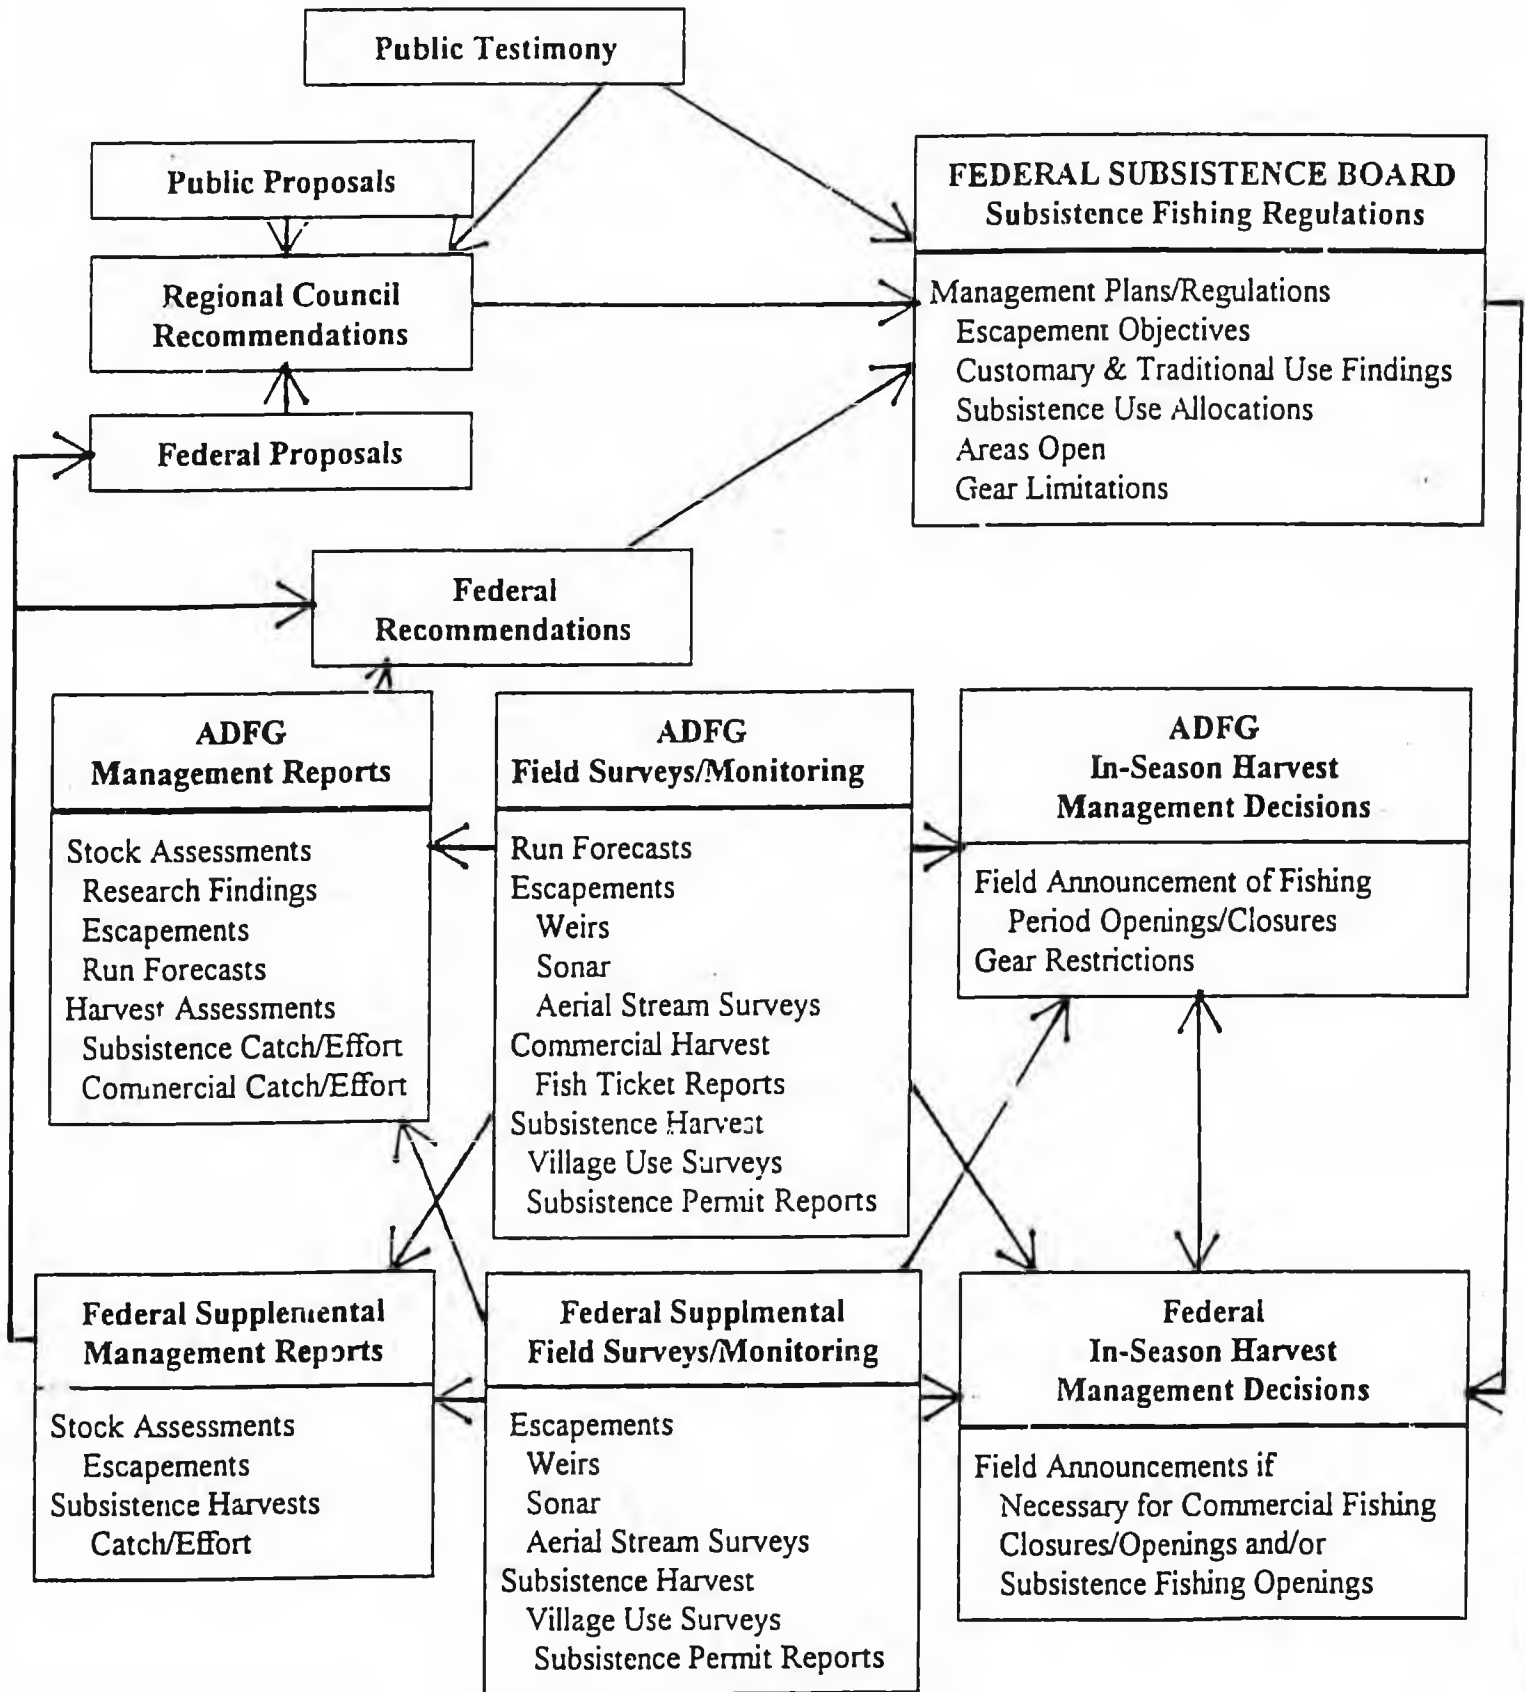 Public Testimony
Public Proposals
Regional Council
Recommendations
Federal Proposals
FEDERAL SUBSISTENCE BOARD
Subsistence Fishing Regulations
Management Plans/Regulations
Escapement Objectives
Customary & Traditional Use Findings
Subsistence Use Allocations
Areas Open
Gear Limitations
Federal
Recommendations
ADFG
Management Reports
Stock Assessments
Research Findings
Escapements
Run Forecasts
Harvest Assessments
Subsistence Catch/Effort
Commercial Catch/Effort
ADFG
Field Surveys/Monitoring
Run Forecasts
Escapements
Weirs
Sonar
Aerial Stream Surveys
Commercial Harvest
Fish Ticket Reports
Subsistence Harvest
Village Use Surveys
Subsistence Permit Reports
ADFG
In-Season Harvest
Management Decisions
Field Announcement of Fishing
Period Openings/Closures
Gear Restrictions
Federal Supplemental
Management Reports
Stock Assessments
Escapements
Subsistence Harvests
Catch/Effort
Federal Supplmental
Field Surveys/Monitoring
Escapements
Weirs
Sonar
Aerial Stream Surveys
Subsistence Harvest
Village Use Surveys
Subsistence Permit Reports
Federal
In-Season Harvest
Management Decisions
Field Announcements if
Necessary for Commercial Fishing
Closures/Openings and/or
Subsistence Fishing Openings